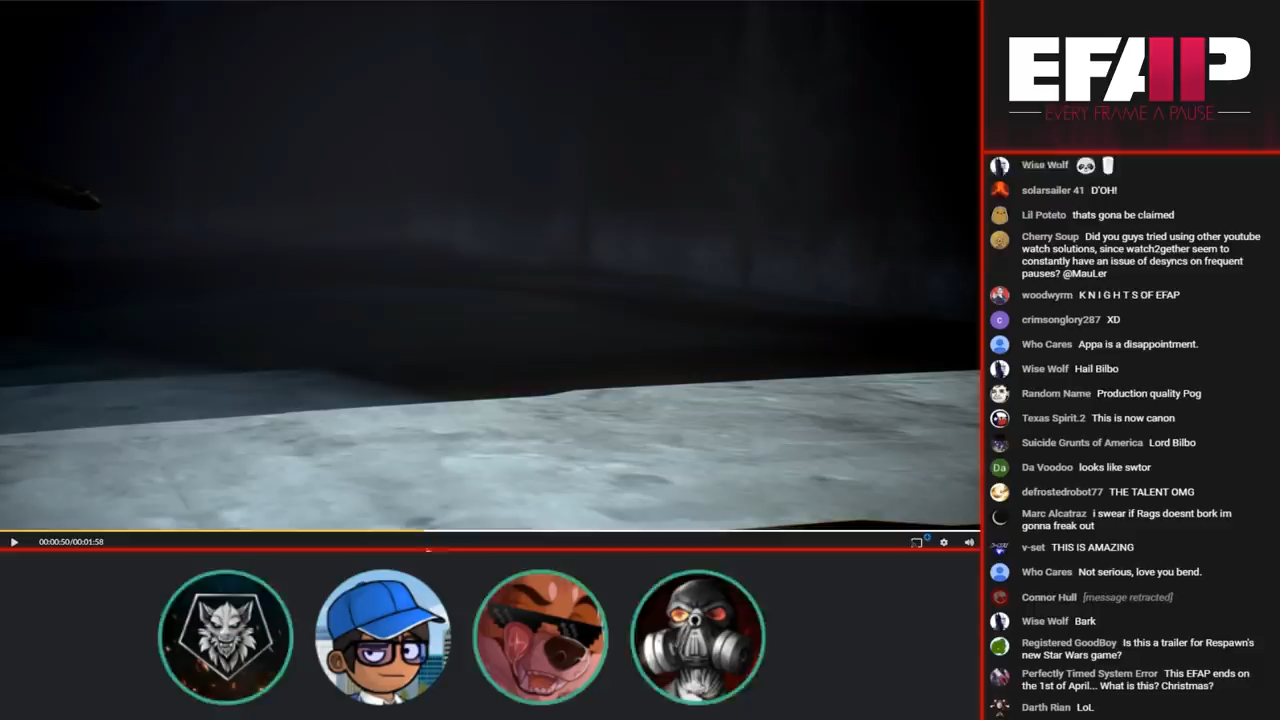 EFAP
EVERY FRAME A PAUSE
Wise Wolf
solarsailer 41 D'OH!
Lil Poteto thats gona be claimed
Cherry Soup Did you guys tried using other youtube
watch solutions, since watch2gether seem to
constantly have an issue of desyncs on frequent
pauses? @MauLer
woodwyrm K N I G H T S OF EFAP
c crimsonglory287 XD
Who Cares Appa is a disappointment.
Wise Wolf Hail Bilbo
Random Name Production quality Pog
Texas Spirit.2 This is now canon
Suicide Grunts of America Lord Bilbo
Da Da Voodoo looks like swtor
defrostedrobot77 THE TALENT OMG
Marc Alcatraz i swear if Rags doesnt bork im
gonna freak out
v-set THIS IS AMAZING
Who Cares Not serious, love you bend.
Connor Hull [message retracted]
Wise Wolf Bark
Registered GoodBoy Is this a trailer for Respawn's
new Star Wars game?
Perfectly Timed System Error This EFAP ends on
the 1st of April... What is this? Christmas?
Darth Rian LoL
00:00:50/00:01:58